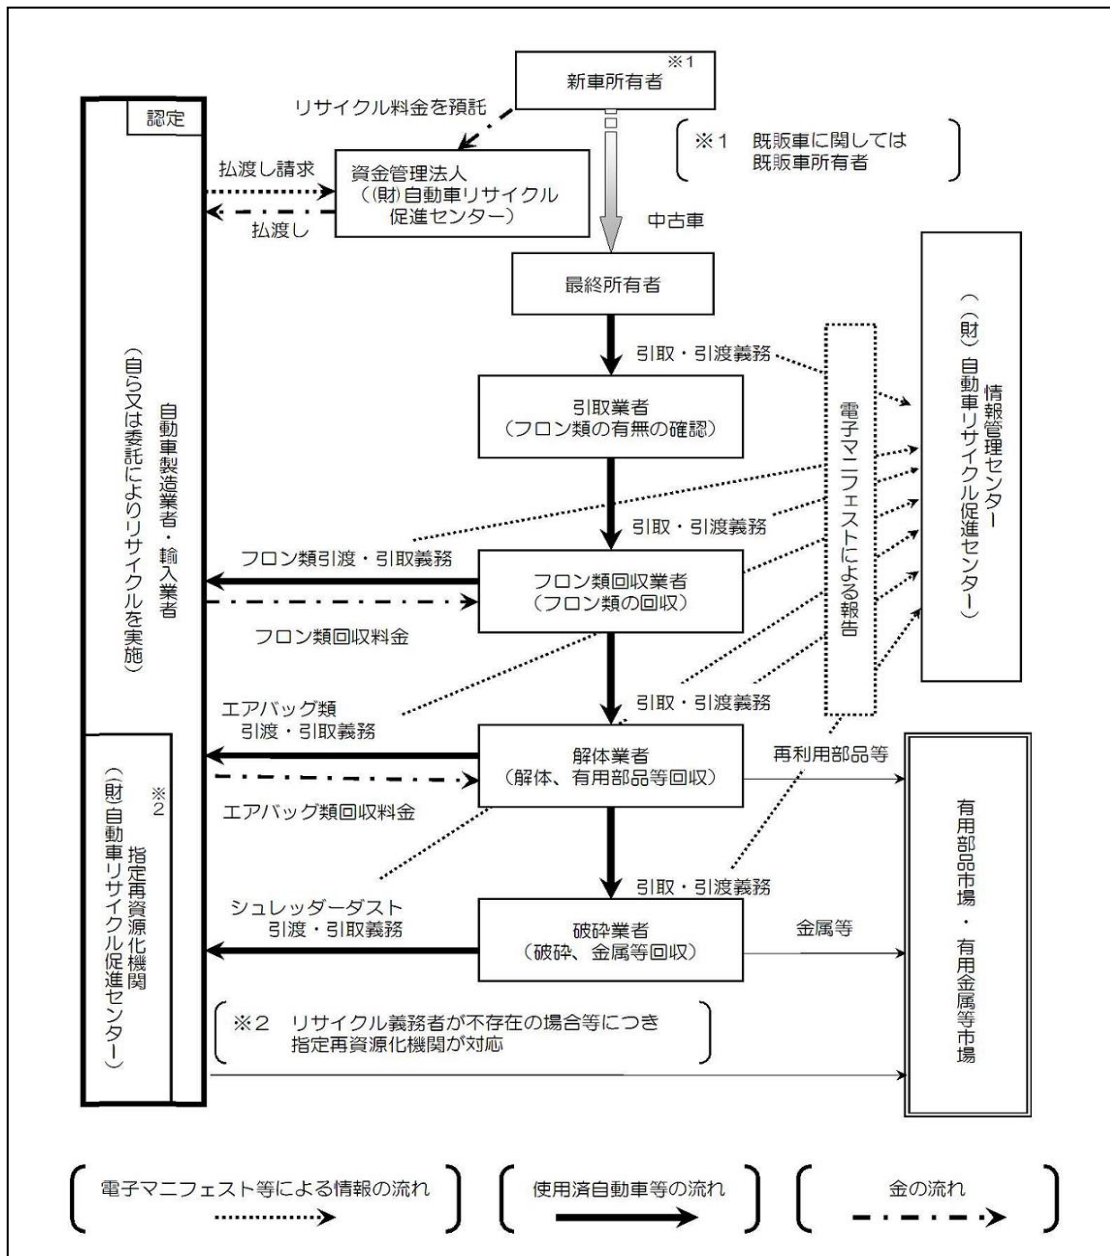 ※1
新車所有者
認定
リサイクル料金を預託
※1 既販車に関しては
既販車所有者
払渡し請求
資金管理法人
((財)自動車リサイクル
促進センター)
払渡し
中古車
最終所有者
引取・引渡義務
引取業者
(フロン類の有無の確認)
電子マニフェストによる報告
情報管理センター
((財)自動車リサイクル促進センター)
自動車製造業者・輸入業者
(自ら又は委託によりリサイクルを実施)
引取・引渡義務
フロン類引渡・引取義務
フロン類回収業者
(フロン類の回収)
フロン類回収料金
引取・引渡義務
エアバッグ類
引渡・引取義務
解体業者
(解体、有用部品等回収)
再利用部品等
エアバッグ類回収料金
※2
指定再資源化機関
((財)自動車リサイクル促進センター)
有用部品市場・有用金属等市場
引取・引渡義務
シュレッダーダスト
引渡・引取義務
破砕業者
(破砕、金属等回収)
金属等
※2 リサイクル義務者が不存在の場合等につき
指定再資源化機関が対応
電子マニフェスト等による情報の流れ
使用済自動車等の流れ
金の流れ